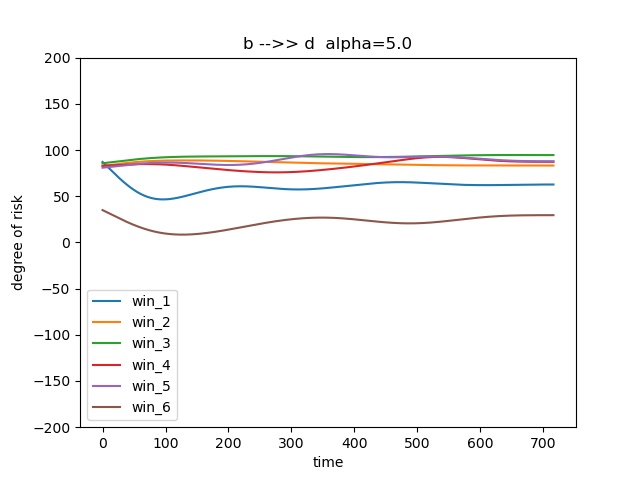 b -->> d  alpha=5.0
200
150
100
50
0
−50
−100
−150
−200
degree of risk
win_1
win_2
win_3
win_4
win_5
win_6
0 100 200 300 400 500 600 700
time